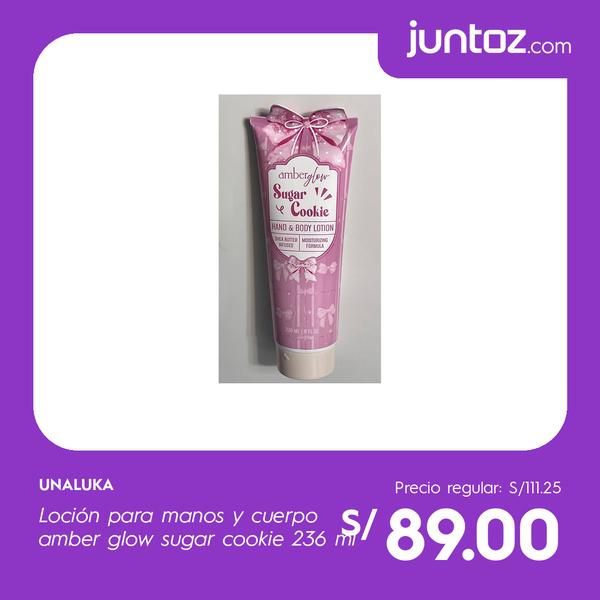 juntoz.com
amber glow
Sugar
Cookie
HAND & BODY LOTION
SHEA BUTTER INFUSED
MOISTURIZING FORMULA
UNALUKA
Precio regular: S/111.25
Loción para manos y cuerpo
amber glow sugar cookie 236 ml
S/89.00